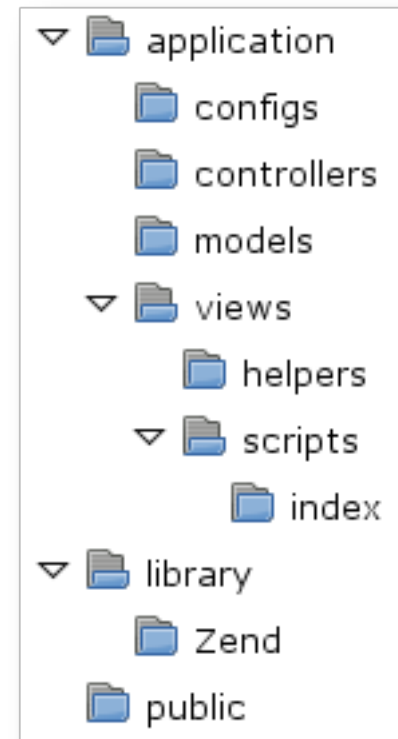 application
configs
controllers
models
views
helpers
scripts
index
library
Zend
public